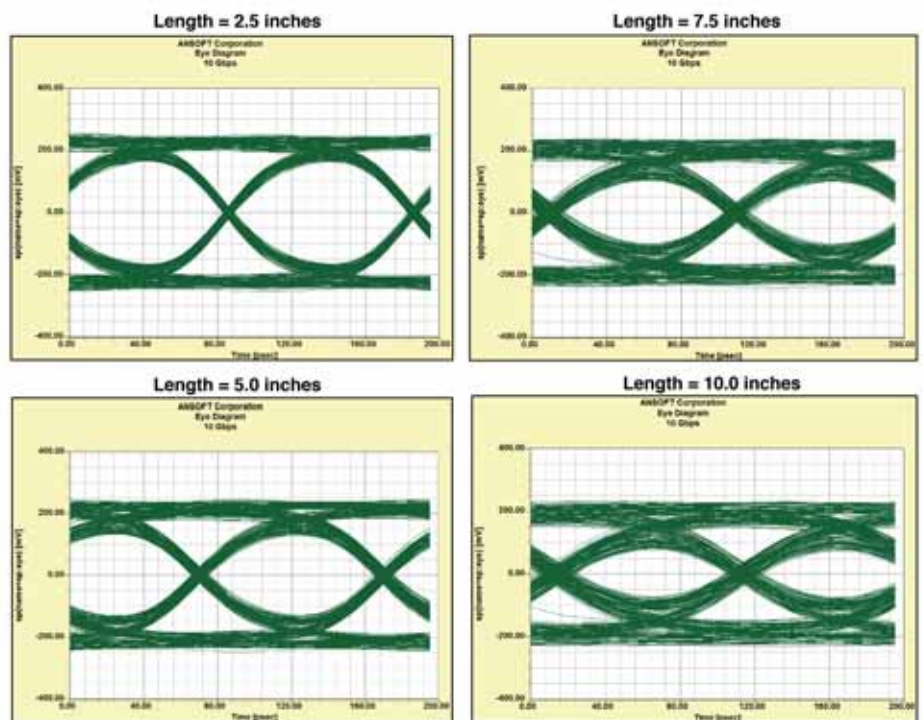 Length = 2.5 inches
ANSOFT Corporation
Eye Diagram
10 Gbps
400.00
200.00
0.00
-200.00
-400.00
0.00 40.00 80.00 120.00 160.00 200.00
Time [psec]
Length = 7.5 inches
ANSOFT Corporation
Eye Diagram
10 Gbps
400.00
200.00
0.00
-200.00
-400.00
0.00 40.00 80.00 120.00 160.00 200.00
Time [psec]
Length = 5.0 inches
ANSOFT Corporation
Eye Diagram
10 Gbps
400.00
200.00
0.00
-200.00
-400.00
0.00 40.00 80.00 120.00 160.00 200.00
Time [psec]
Length = 10.0 inches
ANSOFT Corporation
Eye Diagram
10 Gbps
400.00
200.00
0.00
-200.00
-400.00
0.00 40.00 80.00 120.00 160.00 200.00
Time [psec]